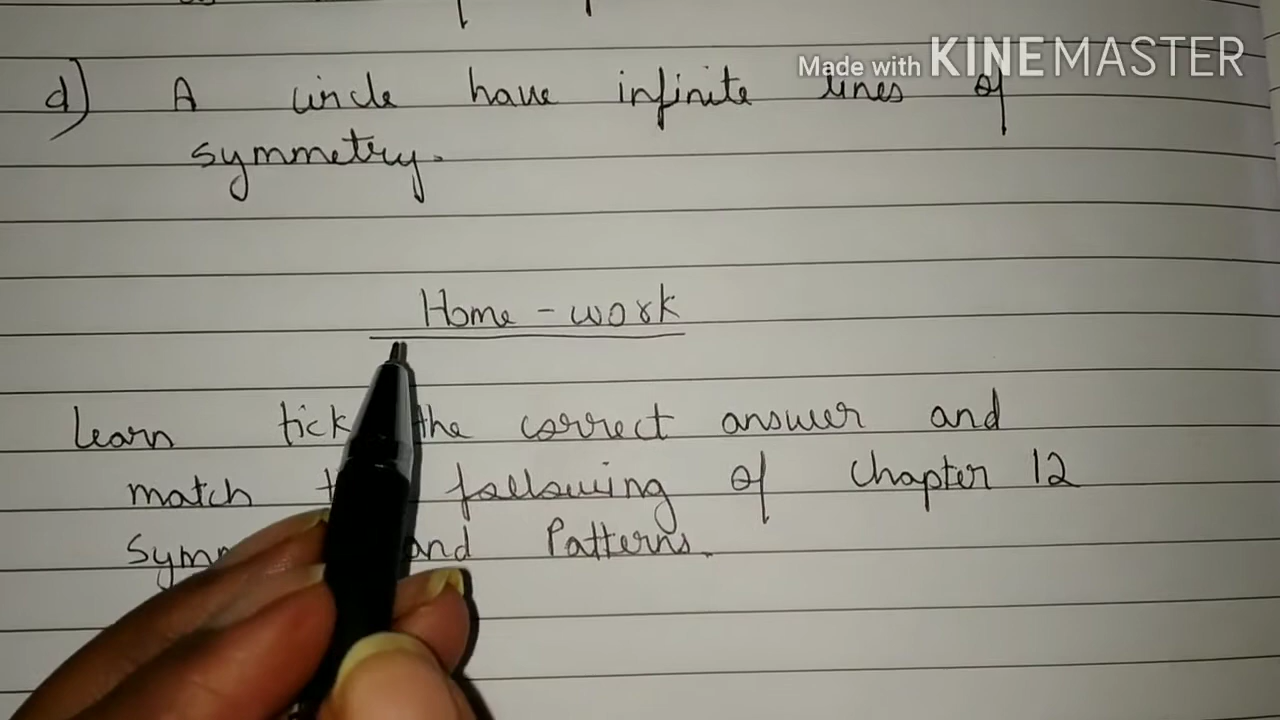 Made with KINEMASTER
d) A circle have infinite lines of
symmetry.
Home - work
learn tick the correct answer and
match following of chapter 12
and Patterns.